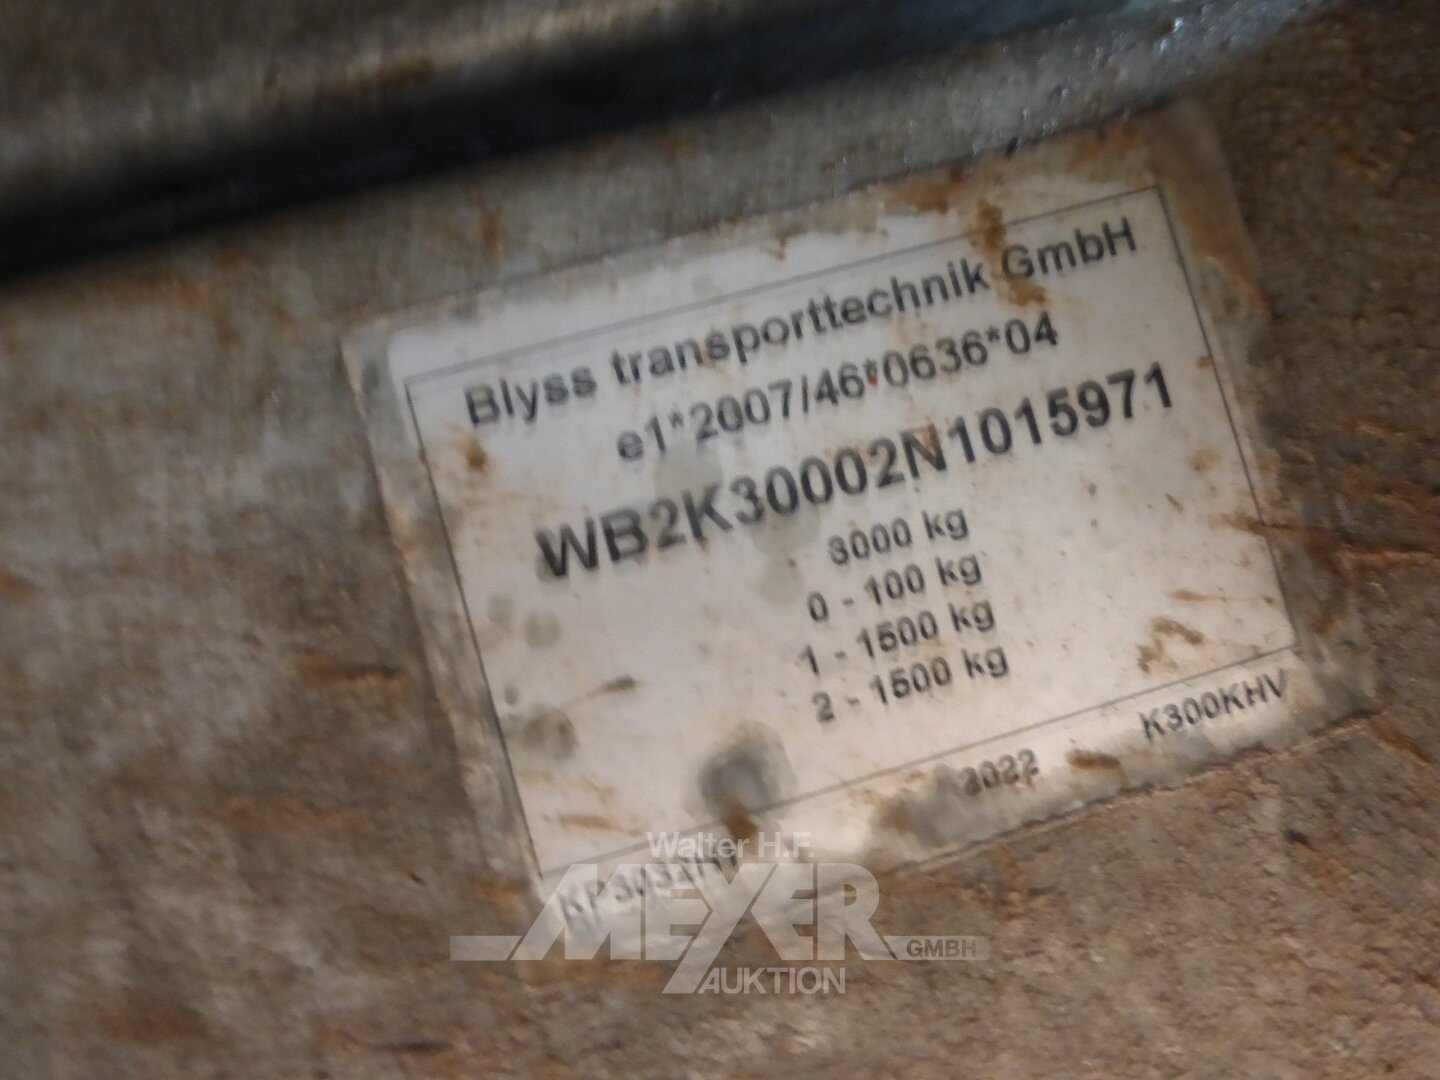 Blyss transporttechnik GmbH
e1*2007/46*0636*04
WB2K30002N1015971
3000 kg
0 - 100 kg
1 - 1500 kg
2 - 1500 kg
2022 K300KHV
Walter H.F.
MEYER GMBH
AUKTION